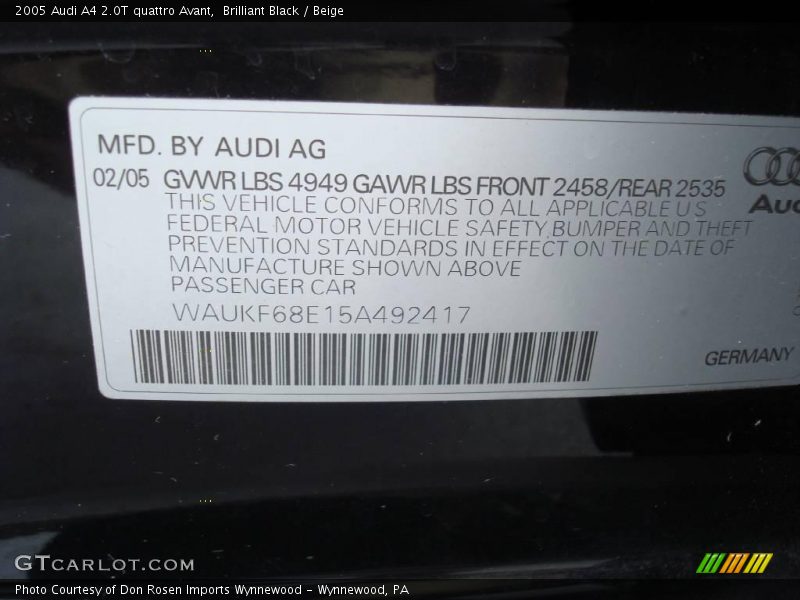 2005 Audi A4 2.0T quattro Avant,  Brilliant Black / Beige
MFD. BY AUDI AG
02/05 GVWR LBS 4949 GAWR LBS FRONT 2458/REAR 2535
THIS VEHICLE CONFORMS TO ALL APPLICABLE U S
FEDERAL MOTOR VEHICLE SAFETY,BUMPER AND THEFT
PREVENTION STANDARDS IN EFFECT ON THE DATE OF
MANUFACTURE SHOWN ABOVE
PASSENGER CAR
WAUKF68E15A492417
GERMANY
GTCARLOT.COM
Photo Courtesy of Don Rosen Imports Wynnewood - Wynnewood, PA